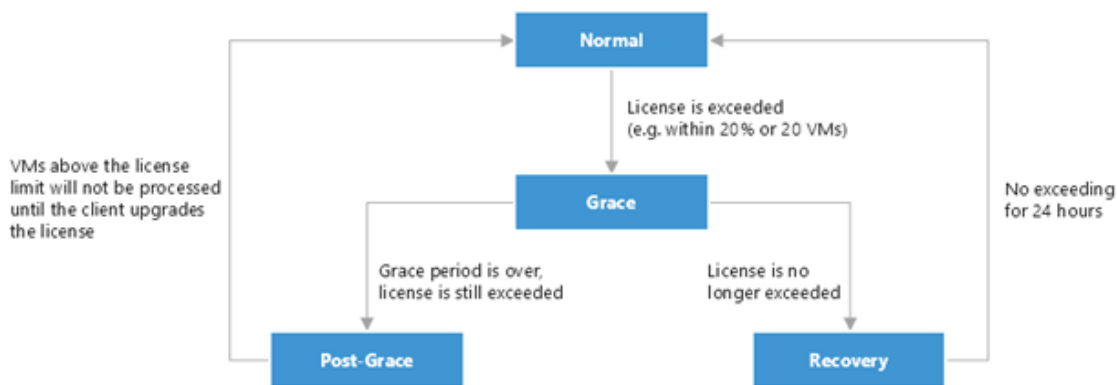 Normal
License is exceeded
(e.g. within 20% or 20 VMs)
VMs above the license
limit will not be processed
until the client upgrades
the license
Grace
No exceeding
for 24 hours
Grace period is over,
license is still exceeded
License is no
longer exceeded
Post-Grace
Recovery